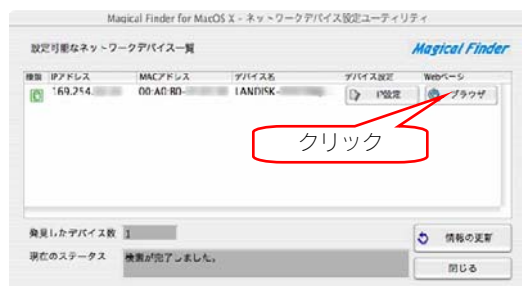 Magical Finder for MacOS X - ネットワークデバイス設定ユーティリティ
設定可能なネットワークデバイス一覧
Magical Finder
種類 IPアドレス MACアドレス デバイス名 デバイス設定 Webページ
169.254. 00:A0:B0- LANDISK- IP設定 ブラウザ
クリック
発見したデバイス数 1
情報の更新
現在のステータス 検索が完了しました。
閉じる